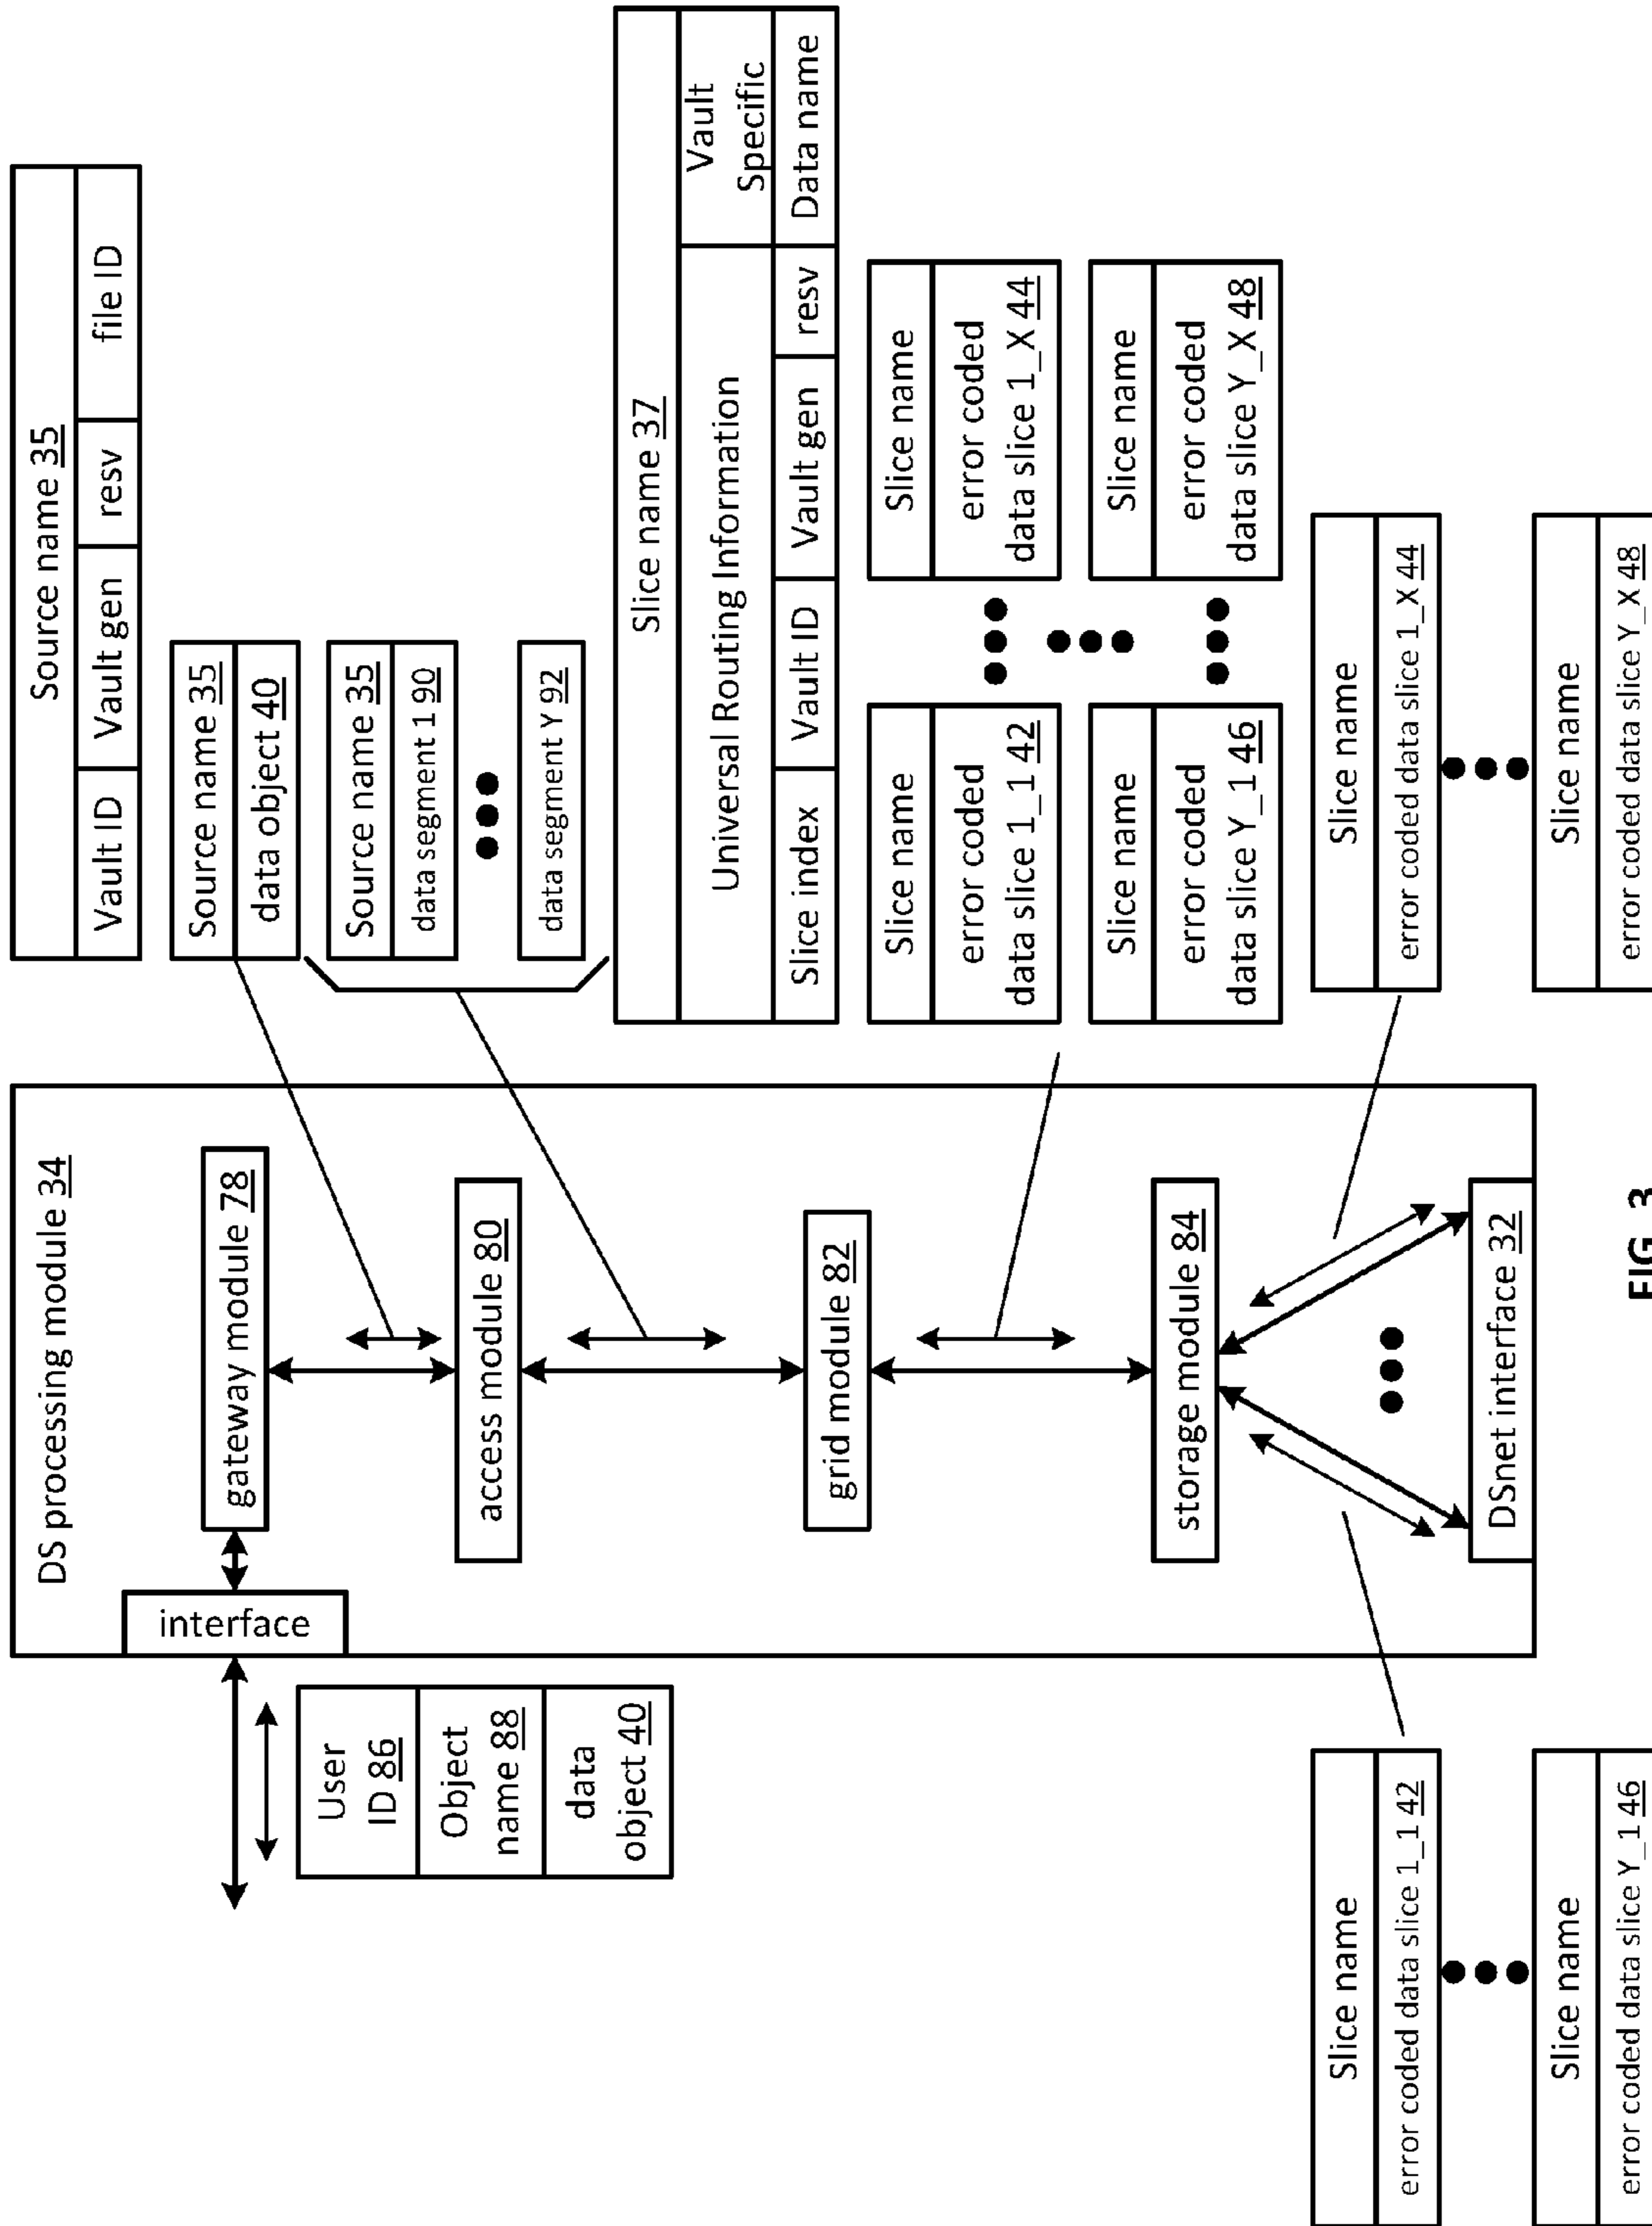 DS processing module 34
interface
gateway module 78
access module 80
grid module 82
storage module 84
DSnet interface 32
User
ID 86
Object
name 88
data
object 40
Source name 35
Vault ID
Vault gen
resv
file ID
Source name 35
data object 40
Source name 35
data segment 1 90
data segment Y 92
Slice name 37
Universal Routing Information
Vault
Specific
Slice index
Vault ID
Vault gen
resv
Data name
Slice name
error coded
data slice 1_1 42
Slice name
error coded
data slice 1_X 44
Slice name
error coded
data slice Y_1 46
Slice name
error coded
data slice Y_X 48
Slice name
error coded data slice 1_1 42
Slice name
error coded data slice Y_1 46
Slice name
error coded data slice 1_X 44
Slice name
error coded data slice Y_X 48
FIG. 3